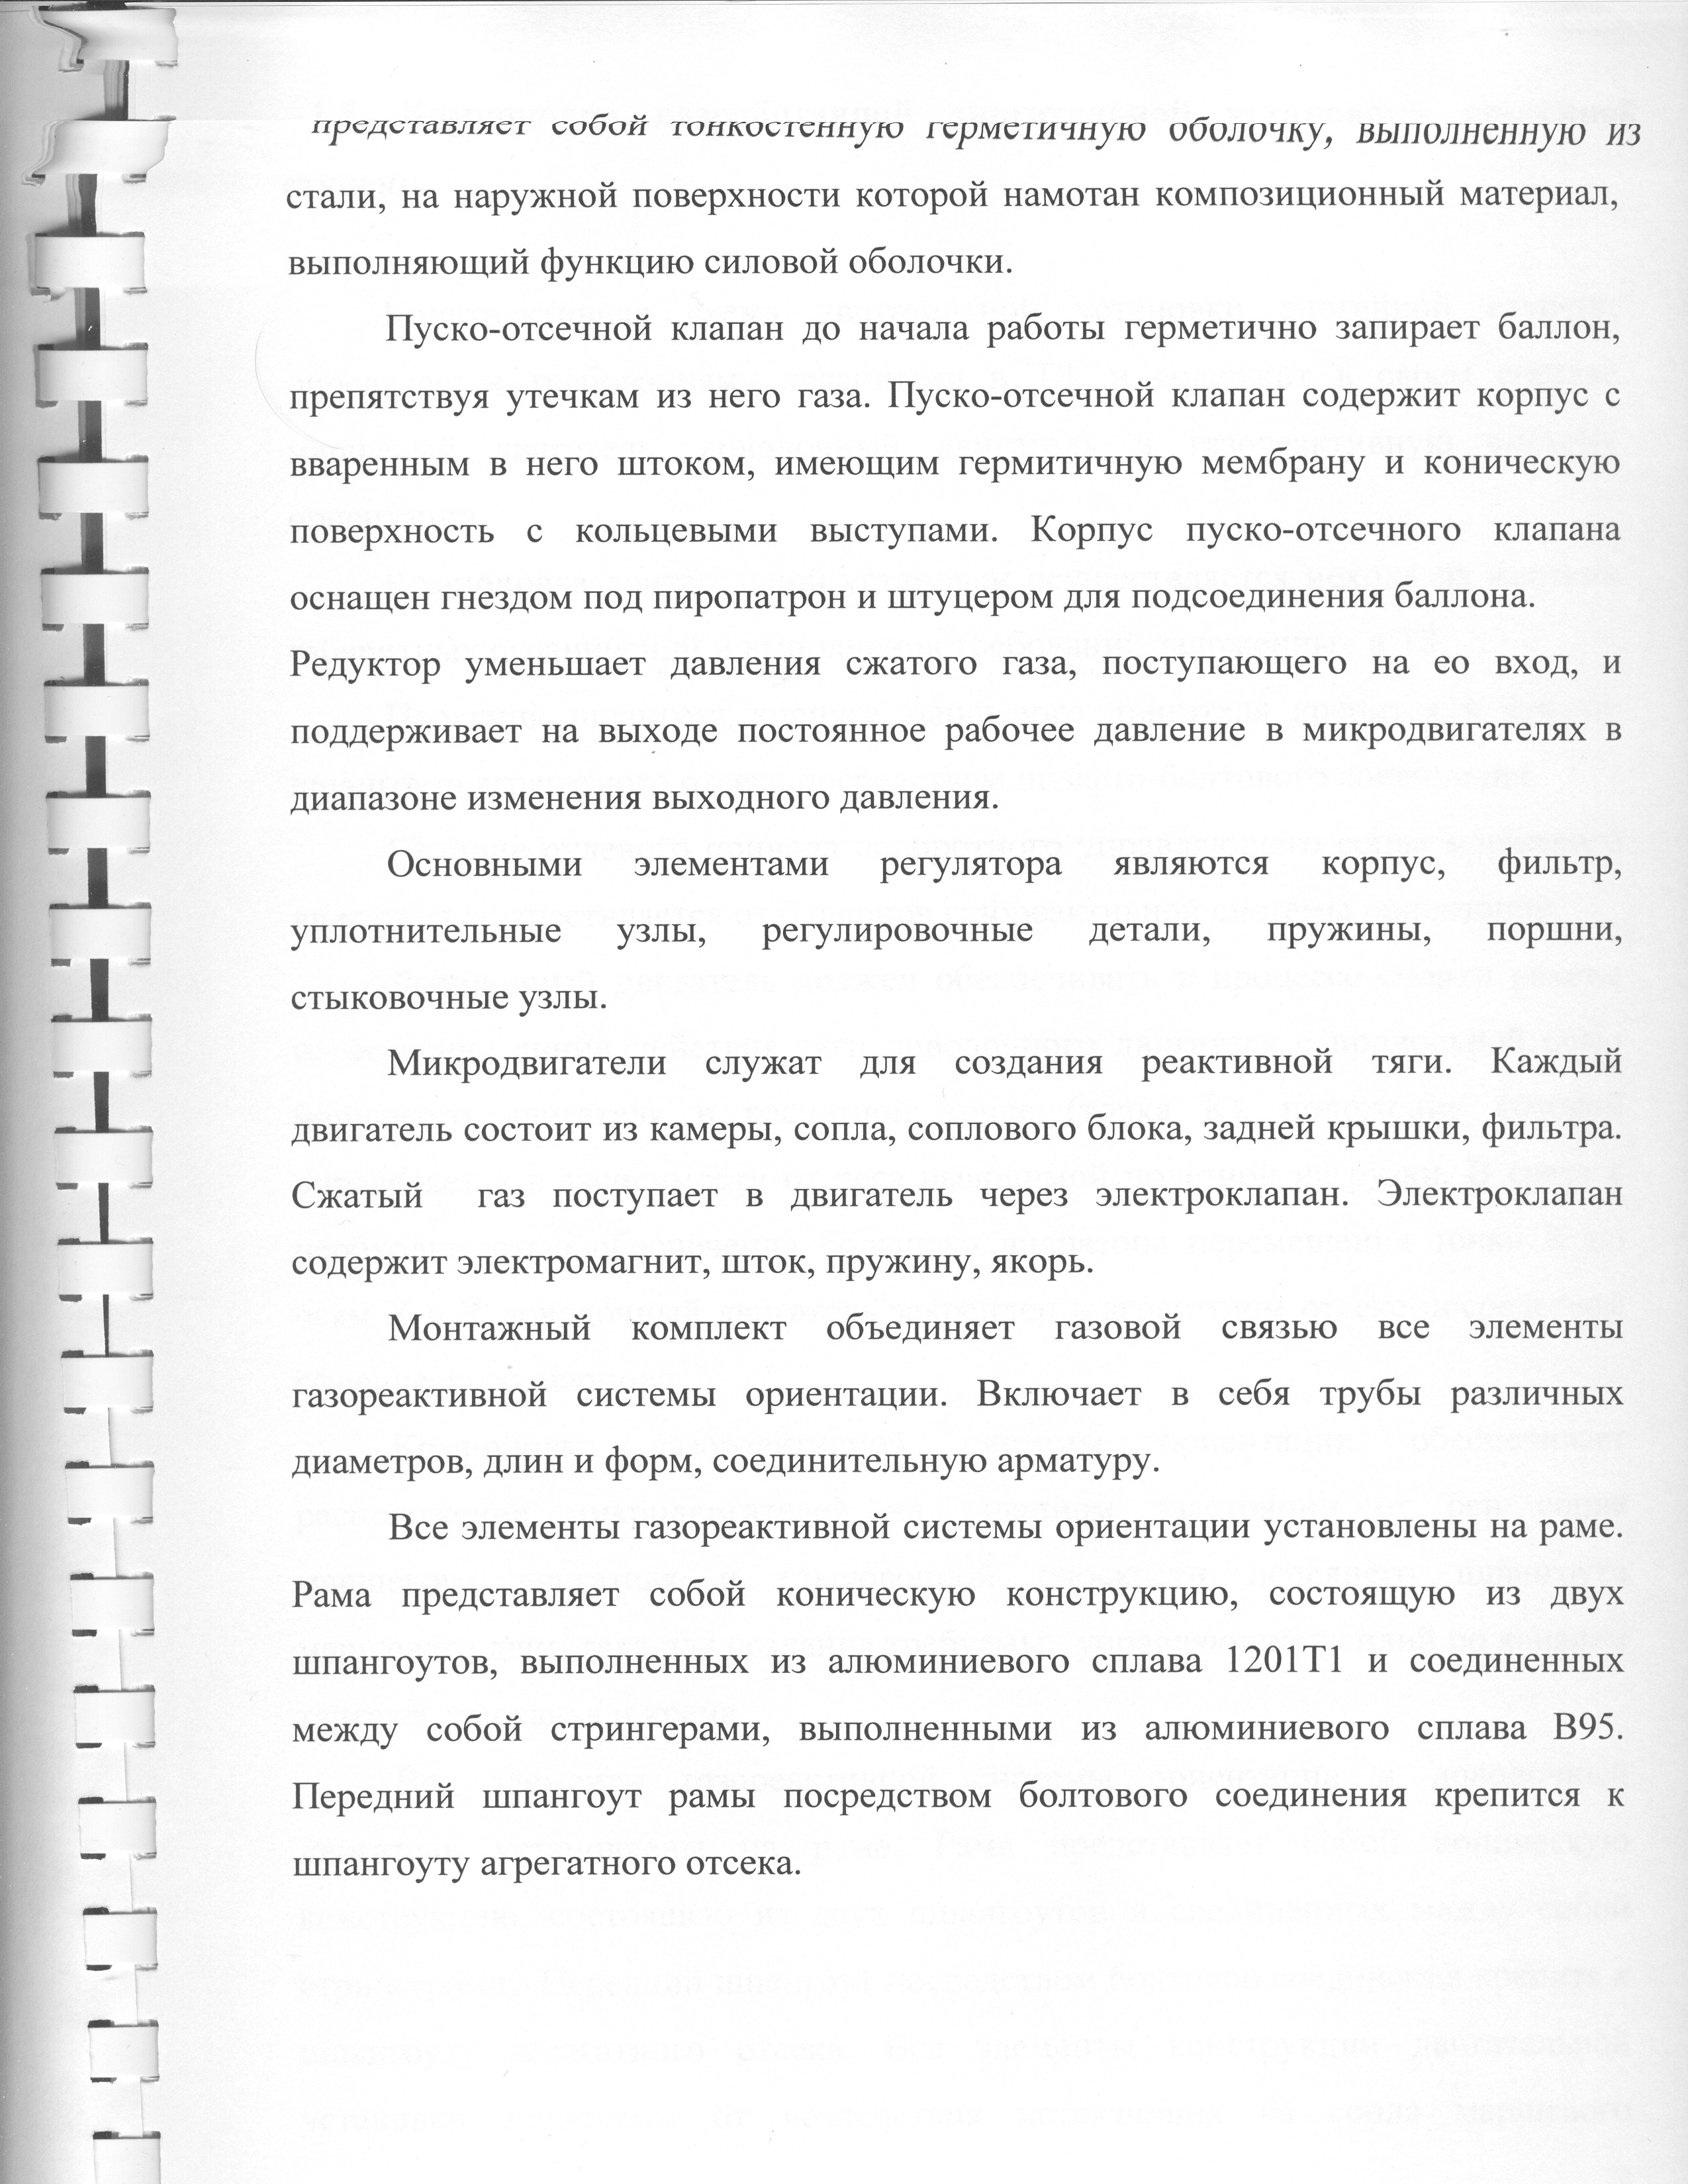 представляет собой тонкостенную герметичную оболочку, выполненную из
стали, на наружной поверхности которой намотан композиционный материал,
выполняющий функцию силовой оболочки.
Пуско-отсечной клапан до начала работы герметично запирает баллон,
препятствуя утечкам из него газа. Пуско-отсечной клапан содержит корпус с
вваренным в него штоком, имеющим гермитичную мембрану и коническую
поверхность с кольцевыми выступами. Корпус пуско-отсечного клапана
оснащен гнездом под пиропатрон и штуцером для подсоединения баллона.
Редуктор уменьшает давления сжатого газа, поступающего на ео вход, и
поддерживает на выходе постоянное рабочее давление в микродвигателях в
диапазоне изменения выходного давления.
Основными элементами регулятора являются корпус, фильтр,
уплотнительные узлы, регулировочные детали, пружины, поршни,
стыковочные узлы.
Микродвигатели служат для создания реактивной тяги. Каждый
двигатель состоит из камеры, сопла, соплового блока, задней крышки, фильтра.
Сжатый газ поступает в двигатель через электроклапан. Электроклапан
содержит электромагнит, шток, пружину, якорь.
Монтажный комплект объединяет газовой связью все элементы
газореактивной системы ориентации. Включает в себя трубы различных
диаметров, длин и форм, соединительную арматуру.
Все элементы газореактивной системы ориентации установлены на раме.
Рама представляет собой коническую конструкцию, состоящую из двух
шпангоутов, выполненных из алюминиевого сплава 1201Т1 и соединенных
между собой стрингерами, выполненными из алюминиевого сплава В95.
Передний шпангоут рамы посредством болтового соединения крепится к
шпангоуту агрегатного отсека.